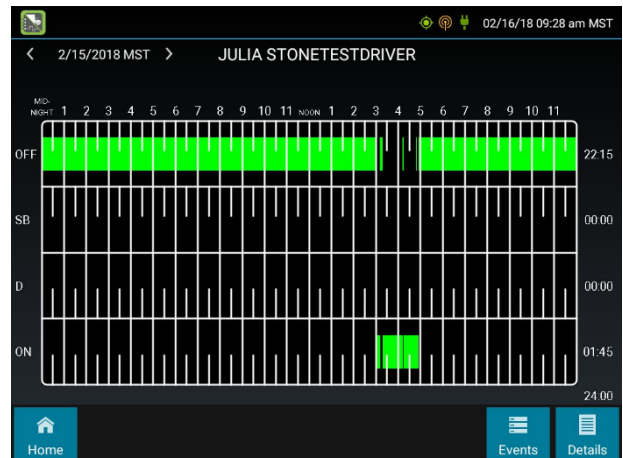 02/16/18 09:28 am MST
2/15/2018 MST JULIA STONETESTDRIVER
MID-
NIGHT 1 2 3 4 5 6 7 8 9 10 11 NOON 1 2 3 4 5 6 7 8 9 10 11
OFF 22:15
SB 00:00
D 00:00
ON 01:45
24:00
Home Events Details